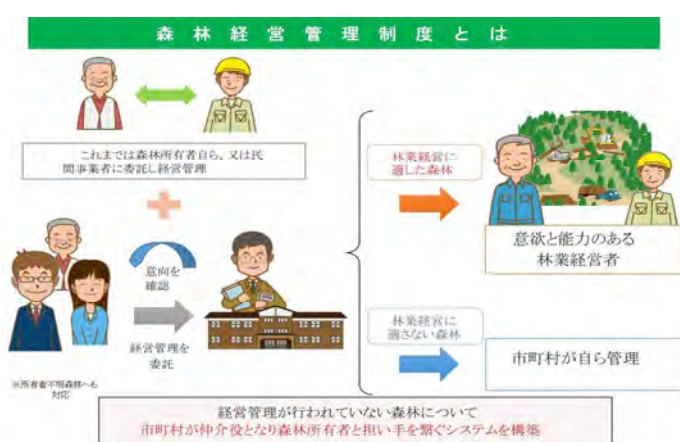 森林経営管理制度とは
これまでは森林所有者自ら、又は民
間事業者に委託し経営管理
意向を
確認
経営管理を
委託
※所有者不明森林へも
対応
林業経営に
適した森林
意欲と能力のある
林業経営者
林業経営に
適さない森林
市町村が自ら管理
経営管理が行われていない森林について
市町村が仲介役となり森林所有者と担い手を繋ぐシステムを構築